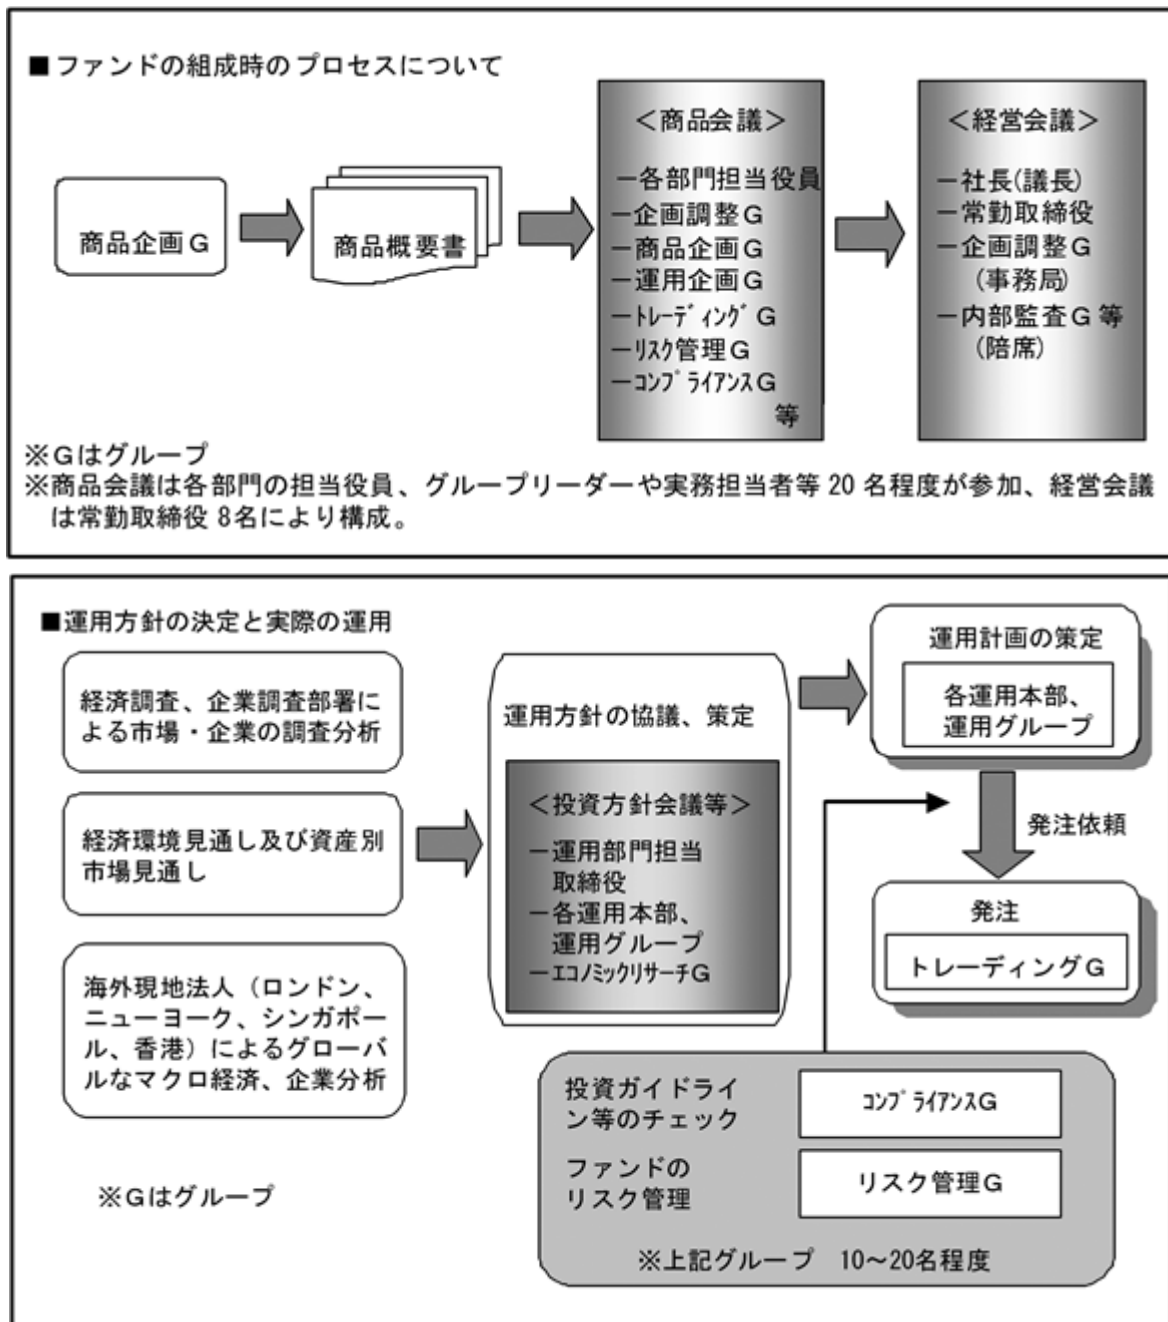 ■ファンドの組成時のプロセスについて
商品企画G
商品概要書
＜商品会議＞
－各部門担当役員
－企画調整G
－商品企画G
－運用企画G
－ﾄﾚｰﾃﾞｨﾝｸﾞG
－ﾘｽｸ管理G
－ｺﾝﾌﾟﾗｲｱﾝｽG
等
＜経営会議＞
－社長(議長)
－常勤取締役
－企画調整G
(事務局)
－内部監査G 等
(陪席)
※Gはグループ
※商品会議は各部門の担当役員、グループリーダーや実務担当者等 20 名程度が参加、経営会議
は常勤取締役 8名により構成。
■運用方針の決定と実際の運用
経済調査、企業調査部署に
よる市場・企業の調査分析
経済環境見通し及び資産別
市場見通し
海外現地法人（ロンドン、
ニューヨーク、シンガポー
ル、香港）によるグローバ
ルなマクロ経済、企業分析
※Gはグループ
運用方針の協議、策定
＜投資方針会議等＞
－運用部門担当
取締役
－各運用本部、
運用グループ
－ｴｺﾉﾐｯｸﾘｻｰﾁG
運用計画の策定
各運用本部、
運用グループ
発注依頼
発注
トレーディングG
投資ガイドライ
ン等のチェック
ｺﾝﾌﾟﾗｲｱﾝｽG
ファンドの
リスク管理
リスク管理G
※上記グループ 10～20名程度